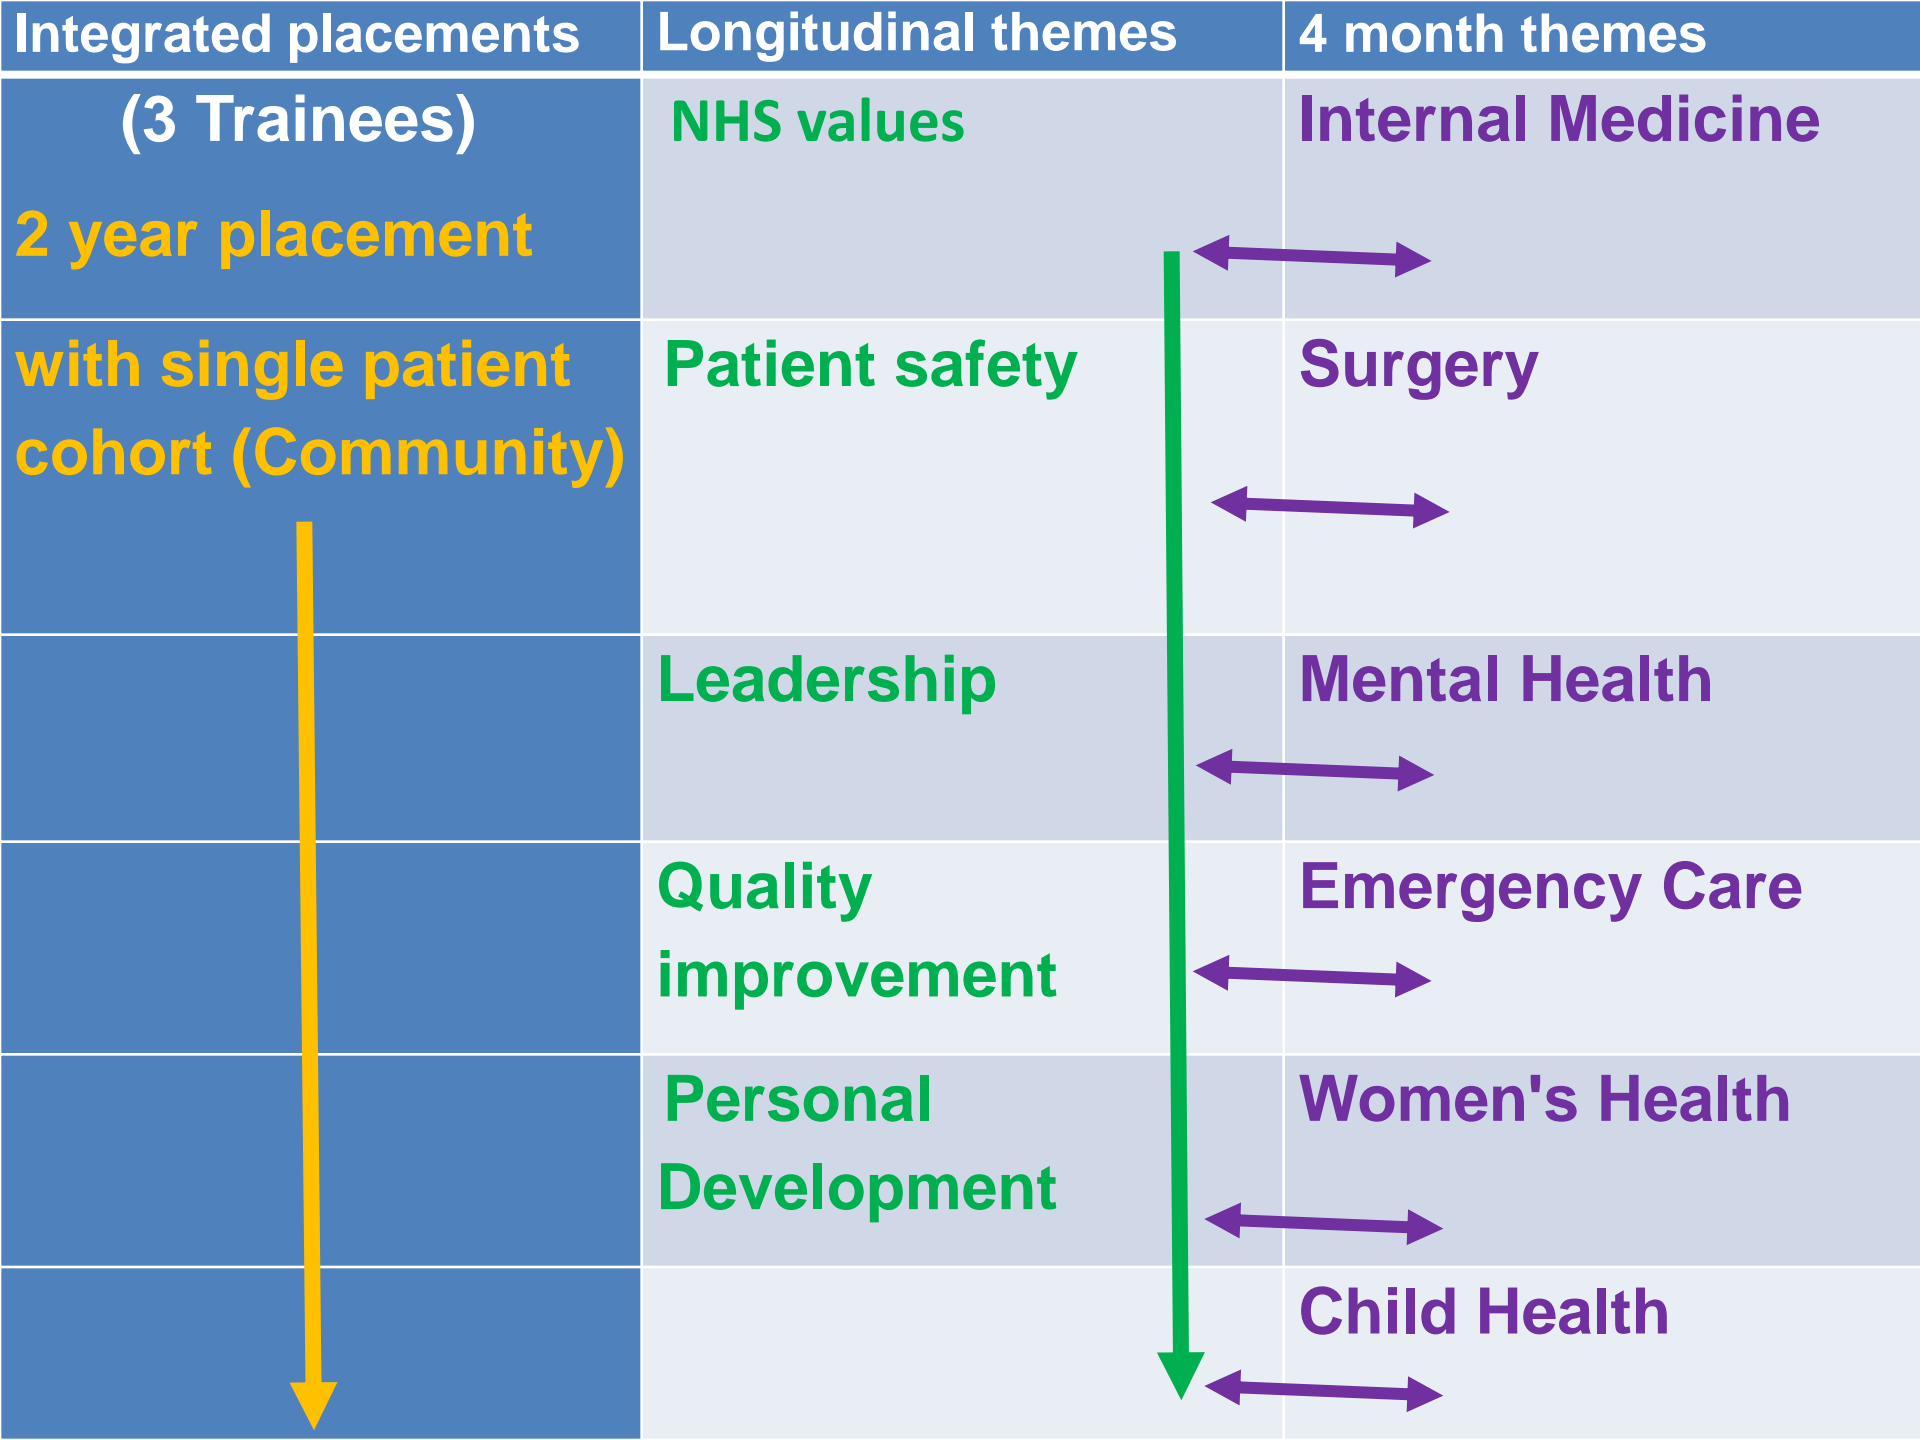 Integrated placements
Longitudinal themes
4 month themes
(3 Trainees)
2 year placement
NHS values
Internal Medicine
with single patient
cohort (Community)
Patient safety
Surgery
Leadership
Mental Health
Quality
improvement
Emergency Care
Personal
Development
Women's Health
Child Health